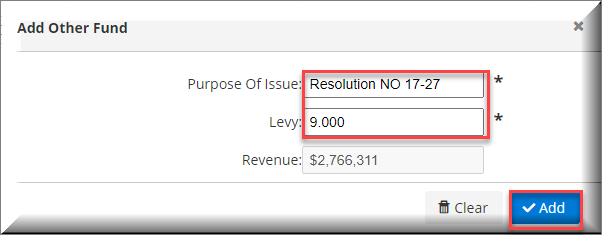 Add Other Fund ✖
Purpose Of Issue: Resolution NO 17-27 *
Levy: 9.000 *
Revenue: $2,766,311
Clear ✔ Add